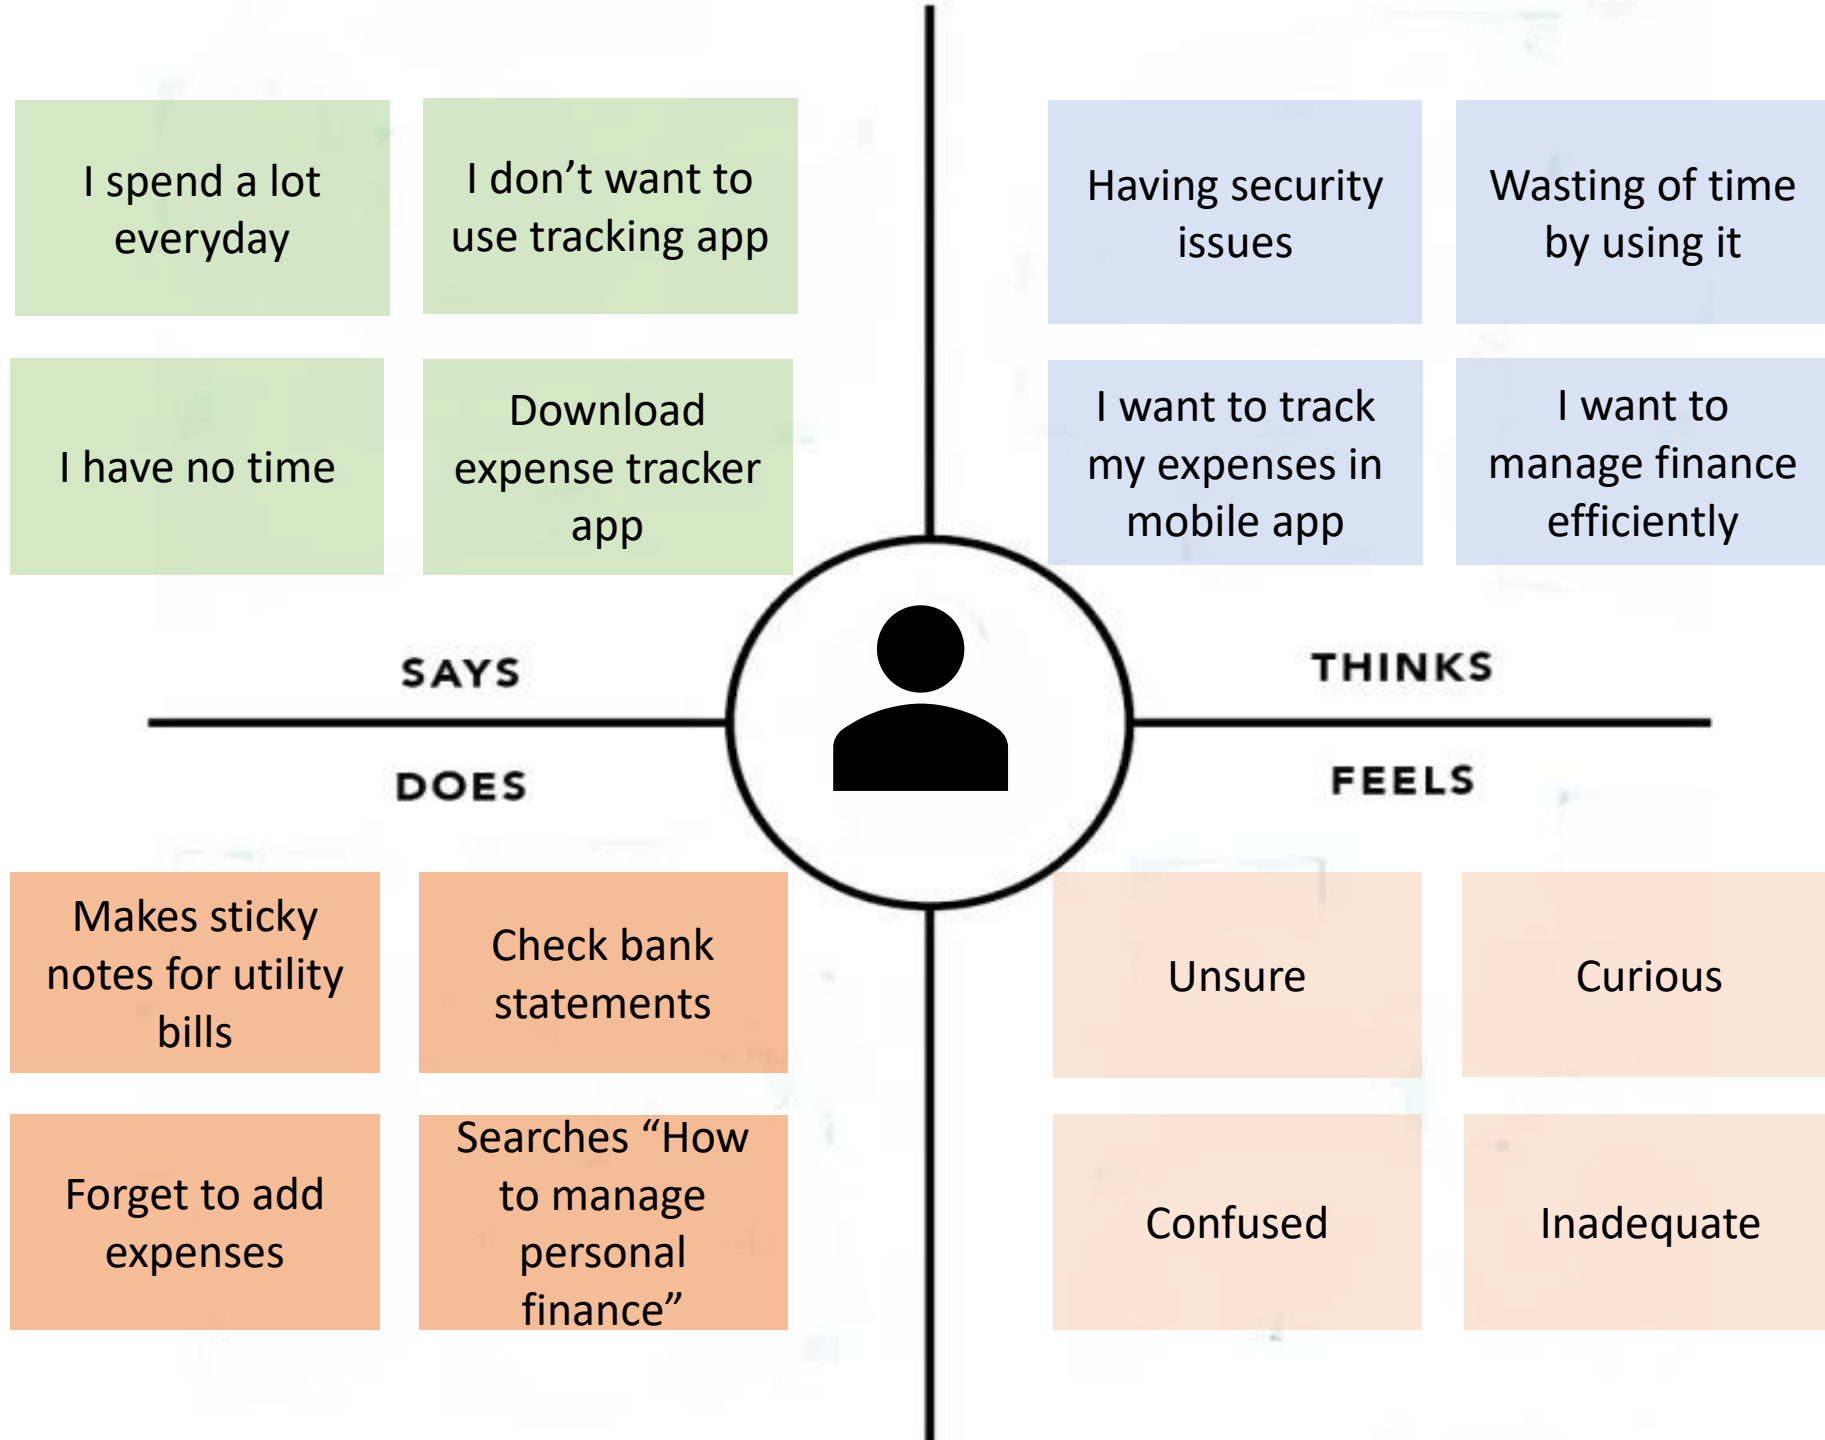 I spend a lot
everyday
I don’t want to
use tracking app
I have no time
Download
expense tracker
app
SAYS
Having security
issues
Wasting of time
by using it
I want to track
my expenses in
mobile app
I want to
manage finance
efficiently
THINKS
DOES
Makes sticky
notes for utility
bills
Check bank
statements
Forget to add
expenses
Searches “How
to manage
personal
finance”
FEELS
Unsure
Curious
Confused
Inadequate